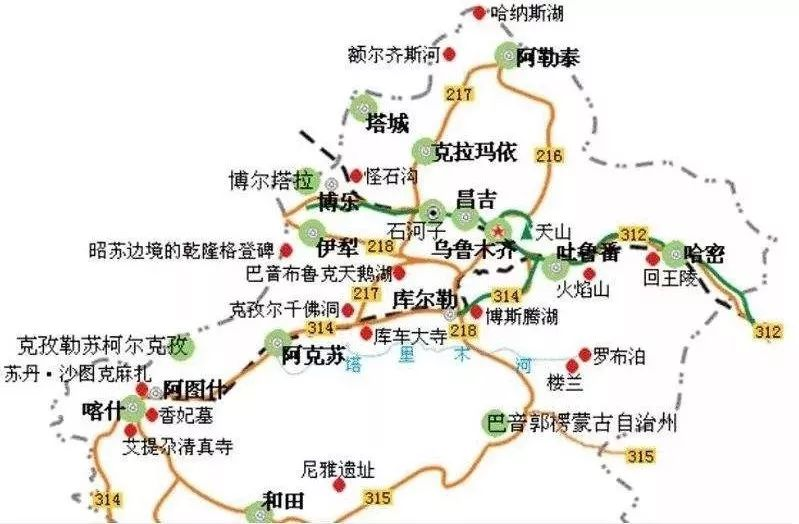 哈纳斯湖
额尔齐斯河
阿勒泰
217
塔城
克拉玛依
216
怪石沟
博尔塔拉
博乐
昌吉
石河子
天山
312
昭苏边境的乾隆格登碑
伊犁
218
乌鲁木齐
吐鲁番
哈密
巴音布鲁克天鹅湖
火焰山
回王陵
217
克孜尔千佛洞
库尔勒
314
博斯腾湖
314
218
312
库车大寺
克孜勒苏柯尔克孜
阿克苏
塔里木河
罗布泊
苏丹·沙图克麻扎
阿图什
楼兰
喀什
香妃墓
巴音郭楞蒙古自治州
艾提尕清真寺
315
尼雅遗址
314
和田
315